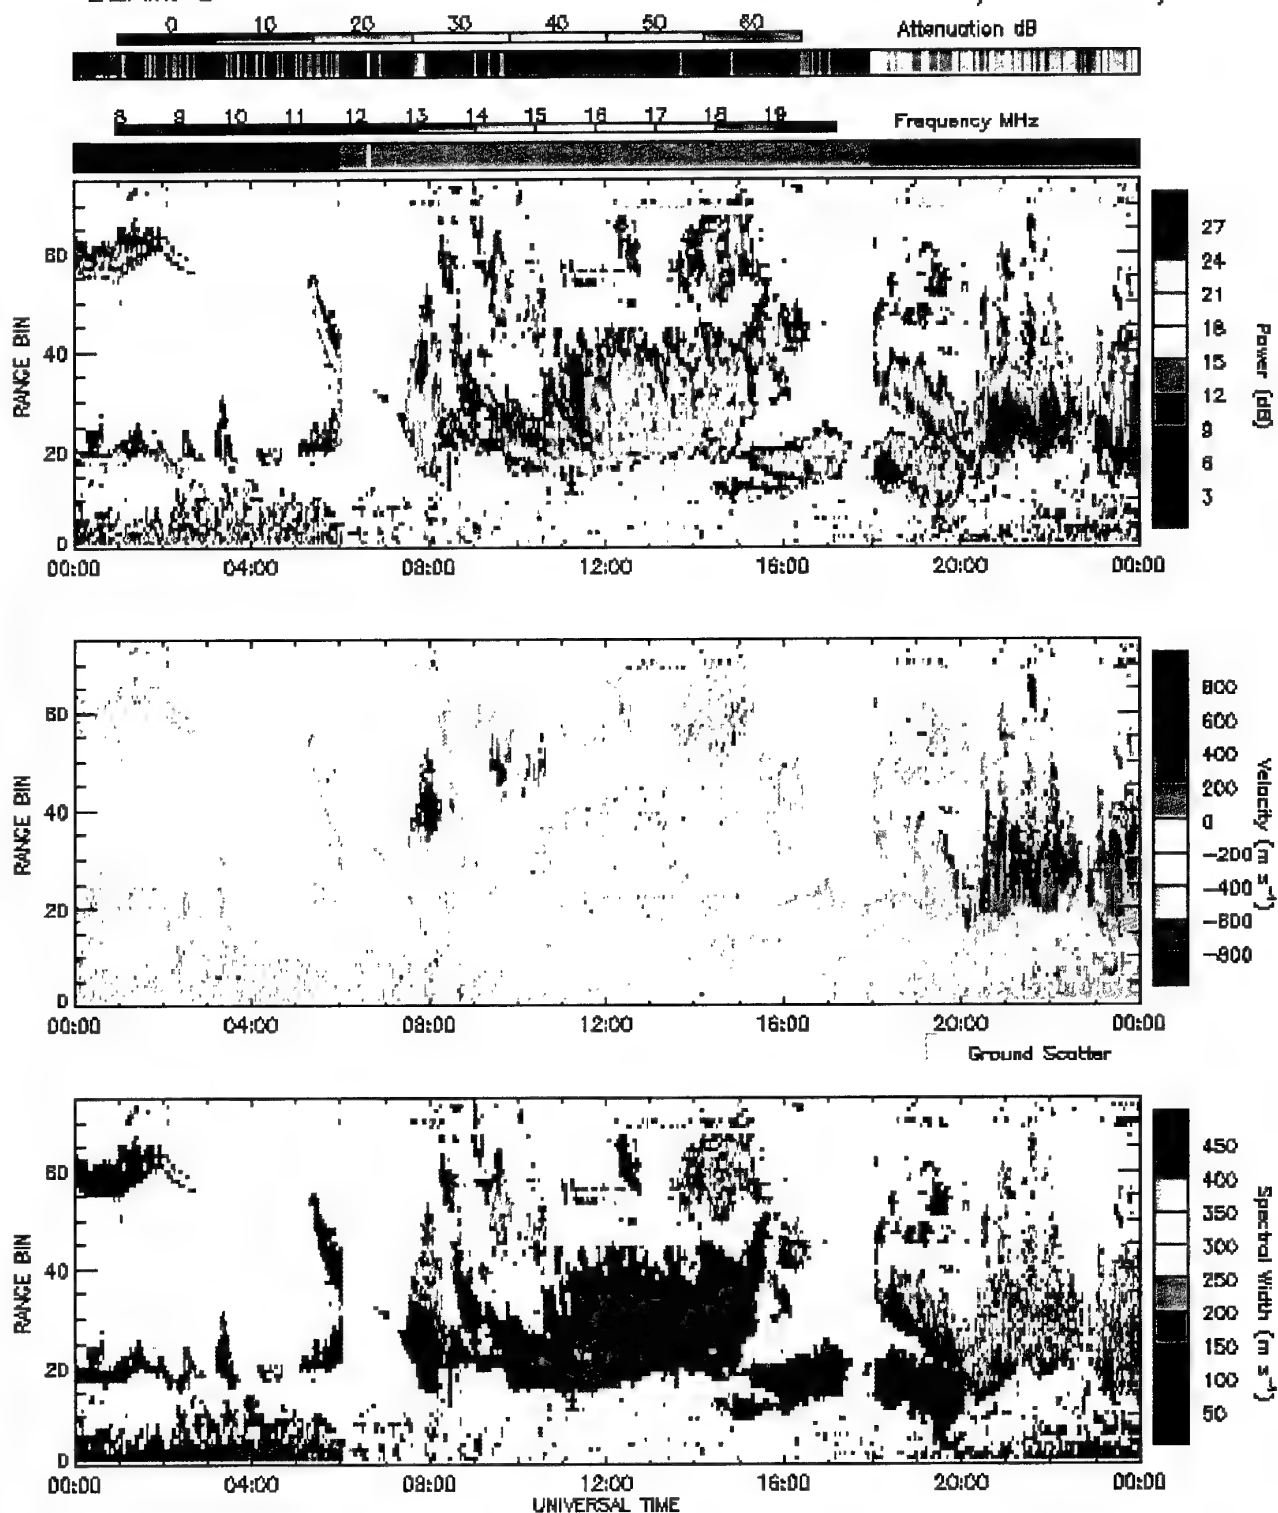 0 10 20 30 40 50 60
Attenuation dB
8 9 10 11 12 13 14 15 16 17 18 19
Frequency MHz
RANGE BIN
60
40
20
0
00:00 04:00 08:00 12:00 16:00 20:00 00:00
27
24
21
18
15
12
9
6
3
Power (dB)
RANGE BIN
60
40
20
0
00:00 04:00 08:00 12:00 16:00 20:00 00:00
800
600
400
200
0
-200
-400
-600
-800
Velocity (m s⁻¹)
Ground Scatter
RANGE BIN
60
40
20
0
00:00 04:00 08:00 12:00 16:00 20:00 00:00
UNIVERSAL TIME
450
400
350
300
250
200
150
100
50
Spectral Width (m s⁻¹)